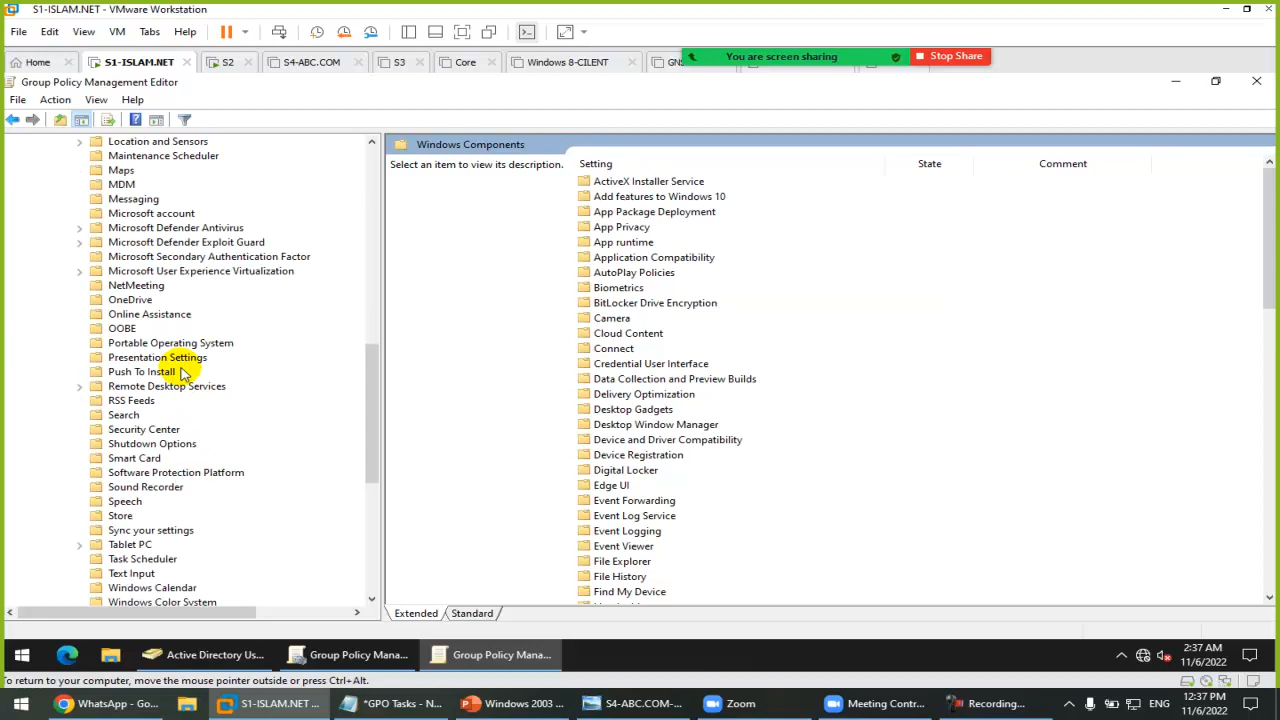 S1-ISLAM.NET - VMware Workstation
File Edit View VM Tabs Help
Home S1-ISLAM.NET S2 S4-ABC.COM S3 Core Windows 8-CILENT
You are screen sharing Stop Share
Group Policy Management Editor
File Action View Help
Location and Sensors
Maintenance Scheduler
Maps
MDM
Messaging
Microsoft account
Microsoft Defender Antivirus
Microsoft Defender Exploit Guard
Microsoft Secondary Authentication Factor
Microsoft User Experience Virtualization
NetMeeting
OneDrive
Online Assistance
OOBE
Portable Operating System
Presentation Settings
Push To Install
Remote Desktop Services
RSS Feeds
Search
Security Center
Shutdown Options
Smart Card
Software Protection Platform
Sound Recorder
Speech
Store
Sync your settings
Tablet PC
Task Scheduler
Text Input
Windows Calendar
Windows Color System
Windows Components
Select an item to view its description.
Setting State Comment
ActiveX Installer Service
Add features to Windows 10
App Package Deployment
App Privacy
App runtime
Application Compatibility
AutoPlay Policies
Biometrics
BitLocker Drive Encryption
Camera
Cloud Content
Connect
Credential User Interface
Data Collection and Preview Builds
Delivery Optimization
Desktop Gadgets
Desktop Window Manager
Device and Driver Compatibility
Device Registration
Digital Locker
Edge UI
Event Forwarding
Event Log Service
Event Logging
Event Viewer
File Explorer
File History
Find My Device
Extended Standard
Active Directory Us... Group Policy Mana... Group Policy Mana...
2:37 AM
11/6/2022
To return to your computer, move the mouse pointer outside or press Ctrl+Alt.
WhatsApp - Go... S1-ISLAM.NET ... *GPO Tasks - N... Windows 2003 ... S4-ABC.COM-... Zoom Meeting Contr... Recording... ENG
12:37 PM
11/6/2022